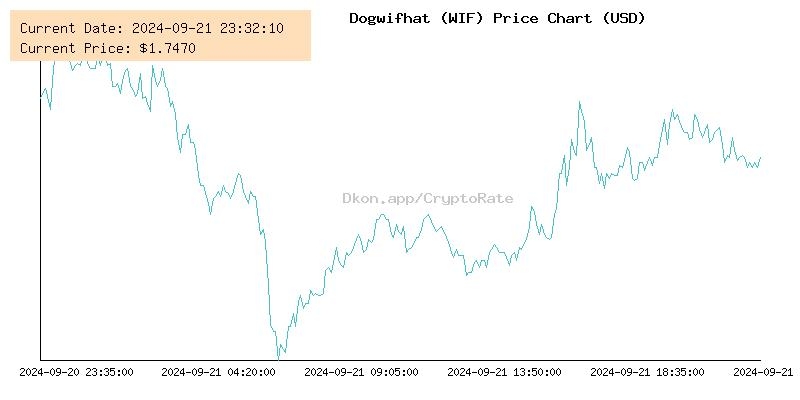 Dogwifhat (WIF) Price Chart (USD)
Current Date: 2024-09-21 23:32:10
Current Price: $1.7470
Dkon.app/CryptoRate
2024-09-20 23:35:00 2024-09-21 04:20:00 2024-09-21 09:05:00 2024-09-21 13:50:00 2024-09-21 18:35:00 2024-09-21